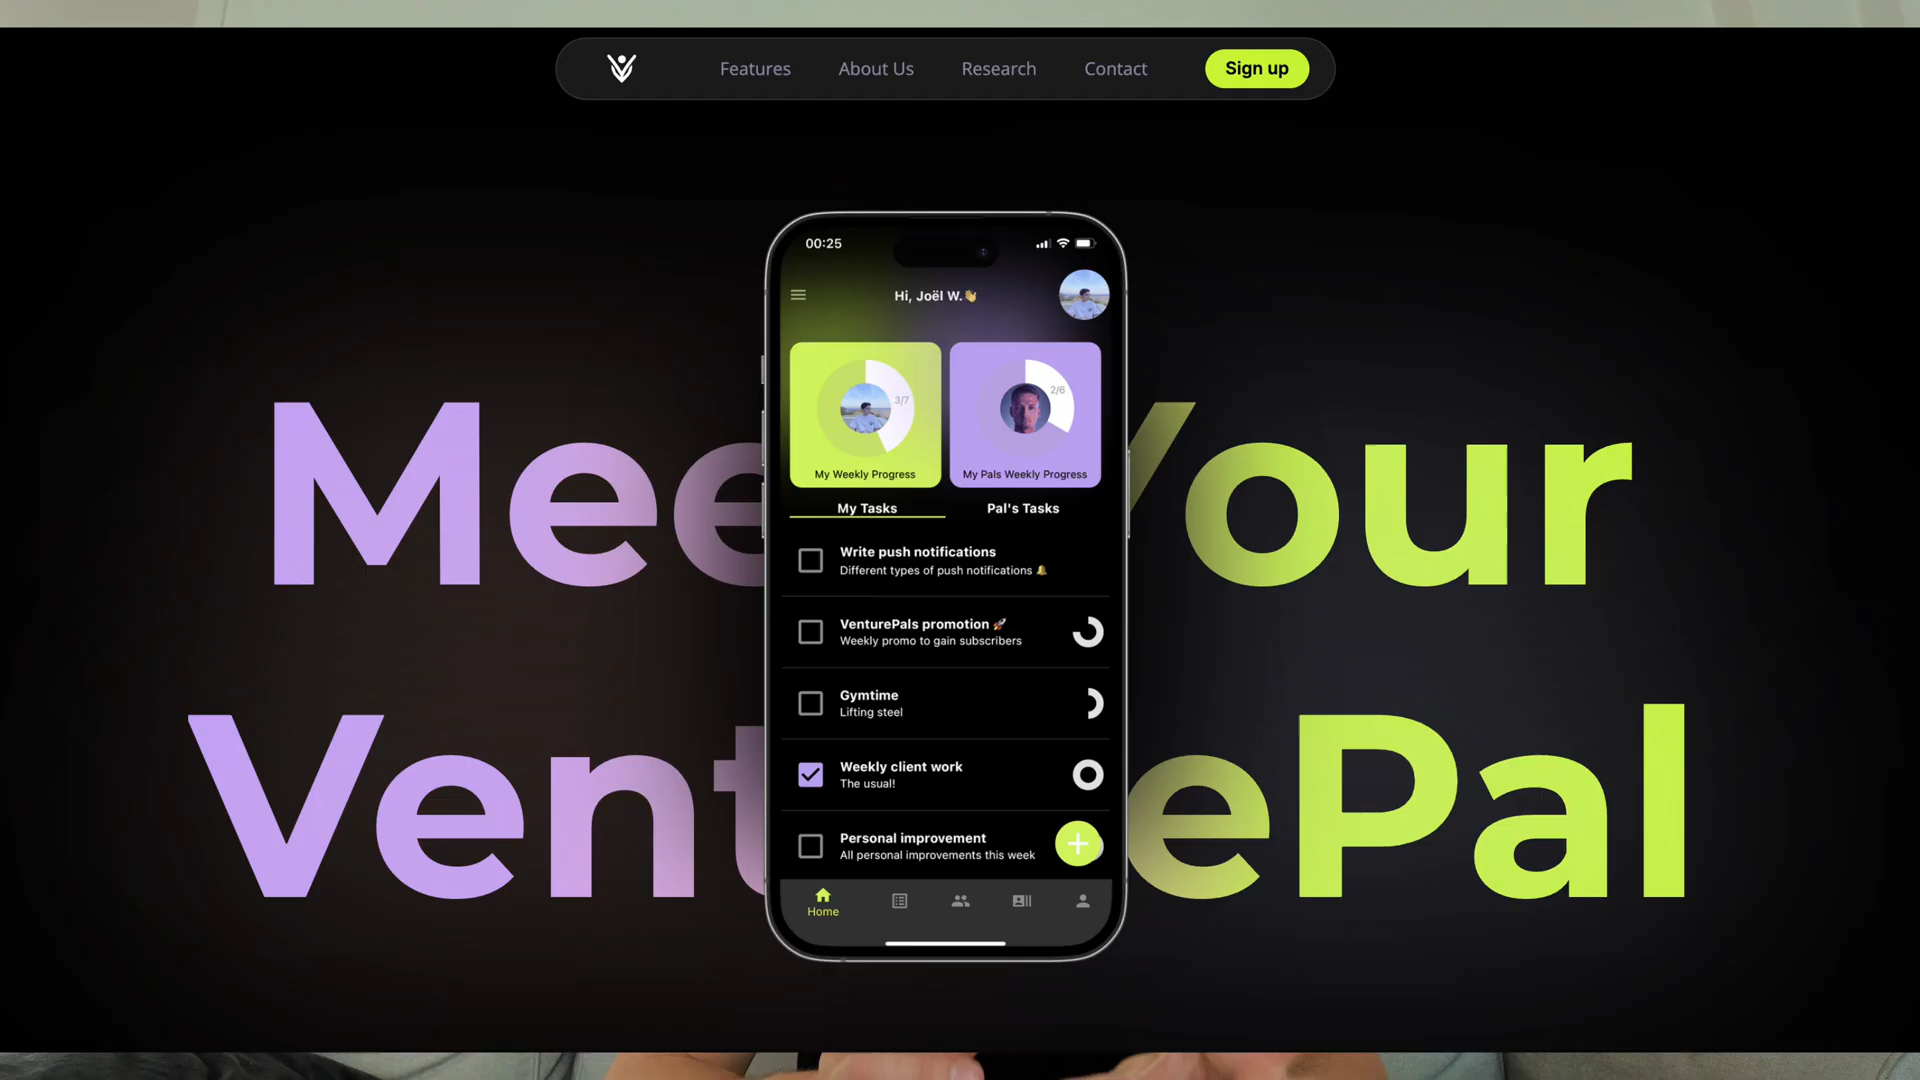 Features
About Us
Research
Contact
Sign up
00:25
Hi, Joël W.👋
3/7
2/6
My Weekly Progress
My Pals Weekly Progress
Your
ePal
My Tasks
Pal's Tasks
Write push notifications
Different types of push notifications 🔔
VenturePals promotion 🚀
Weekly promo to gain subscribers
Gymtime
Lifting steel
Weekly client work
The usual!
Personal improvement
All personal improvements this week
Home
Mee
Vent